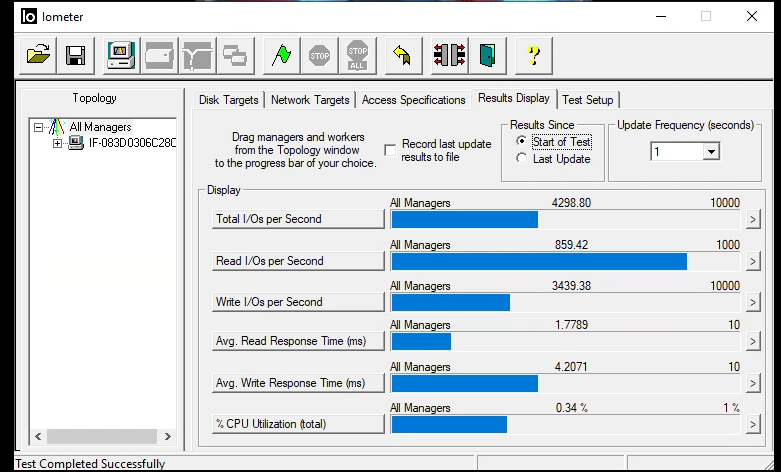 Io Iometer
STOP
STOP
ALL
?
Topology
All Managers
IF-083D0306C28C
Disk Targets
Network Targets
Access Specifications
Results Display
Test Setup
Drag managers and workers
from the Topology window
to the progress bar of your choice.
Record last update
results to file
Results Since
Start of Test
Last Update
Update Frequency (seconds)
1
Display
All Managers 4298.80 10000
Total I/Os per Second >
All Managers 859.42 1000
Read I/Os per Second >
All Managers 3439.38 10000
Write I/Os per Second >
All Managers 1.7789 10
Avg. Read Response Time (ms) >
All Managers 4.2071 10
Avg. Write Response Time (ms) >
All Managers 0.34 % 1 %
% CPU Utilization (total) >
Test Completed Successfully